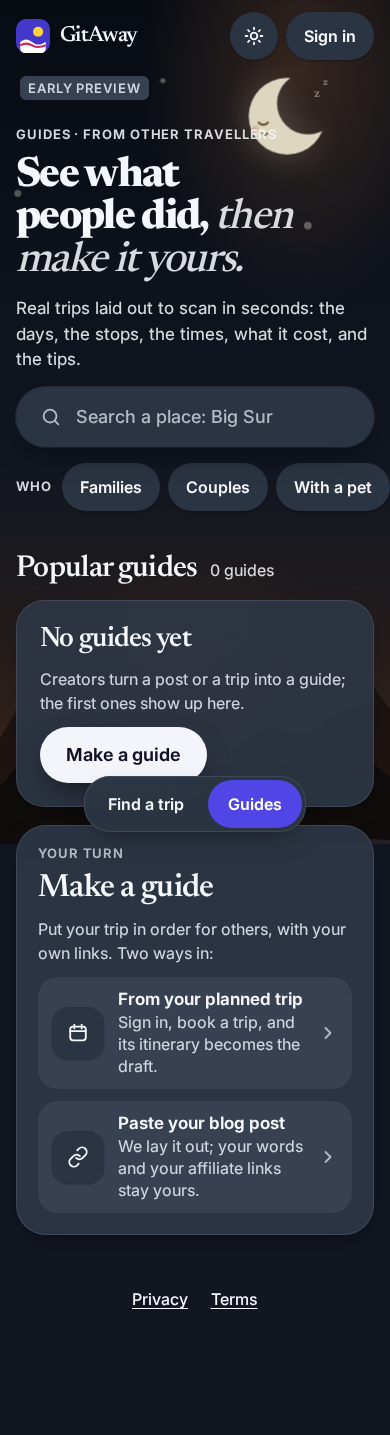 GitAway
Sign in
EARLY PREVIEW
z
z
GUIDES · FROM OTHER TRAVELLERS
See what
people did, then
make it yours.
Real trips laid out to scan in seconds: the
days, the stops, the times, what it cost, and
the tips.
Search a place: Big Sur
WHO
Families
Couples
With a pet
Popular guides
0 guides
No guides yet
Creators turn a post or a trip into a guide;
the first ones show up here.
Make a guide
Find a trip
Guides
YOUR TURN
Make a guide
Put your trip in order for others, with your
own links. Two ways in:
From your planned trip
Sign in, book a trip, and
its itinerary becomes the
draft.
Paste your blog post
We lay it out; your words
and your affiliate links
stay yours.
Privacy
Terms